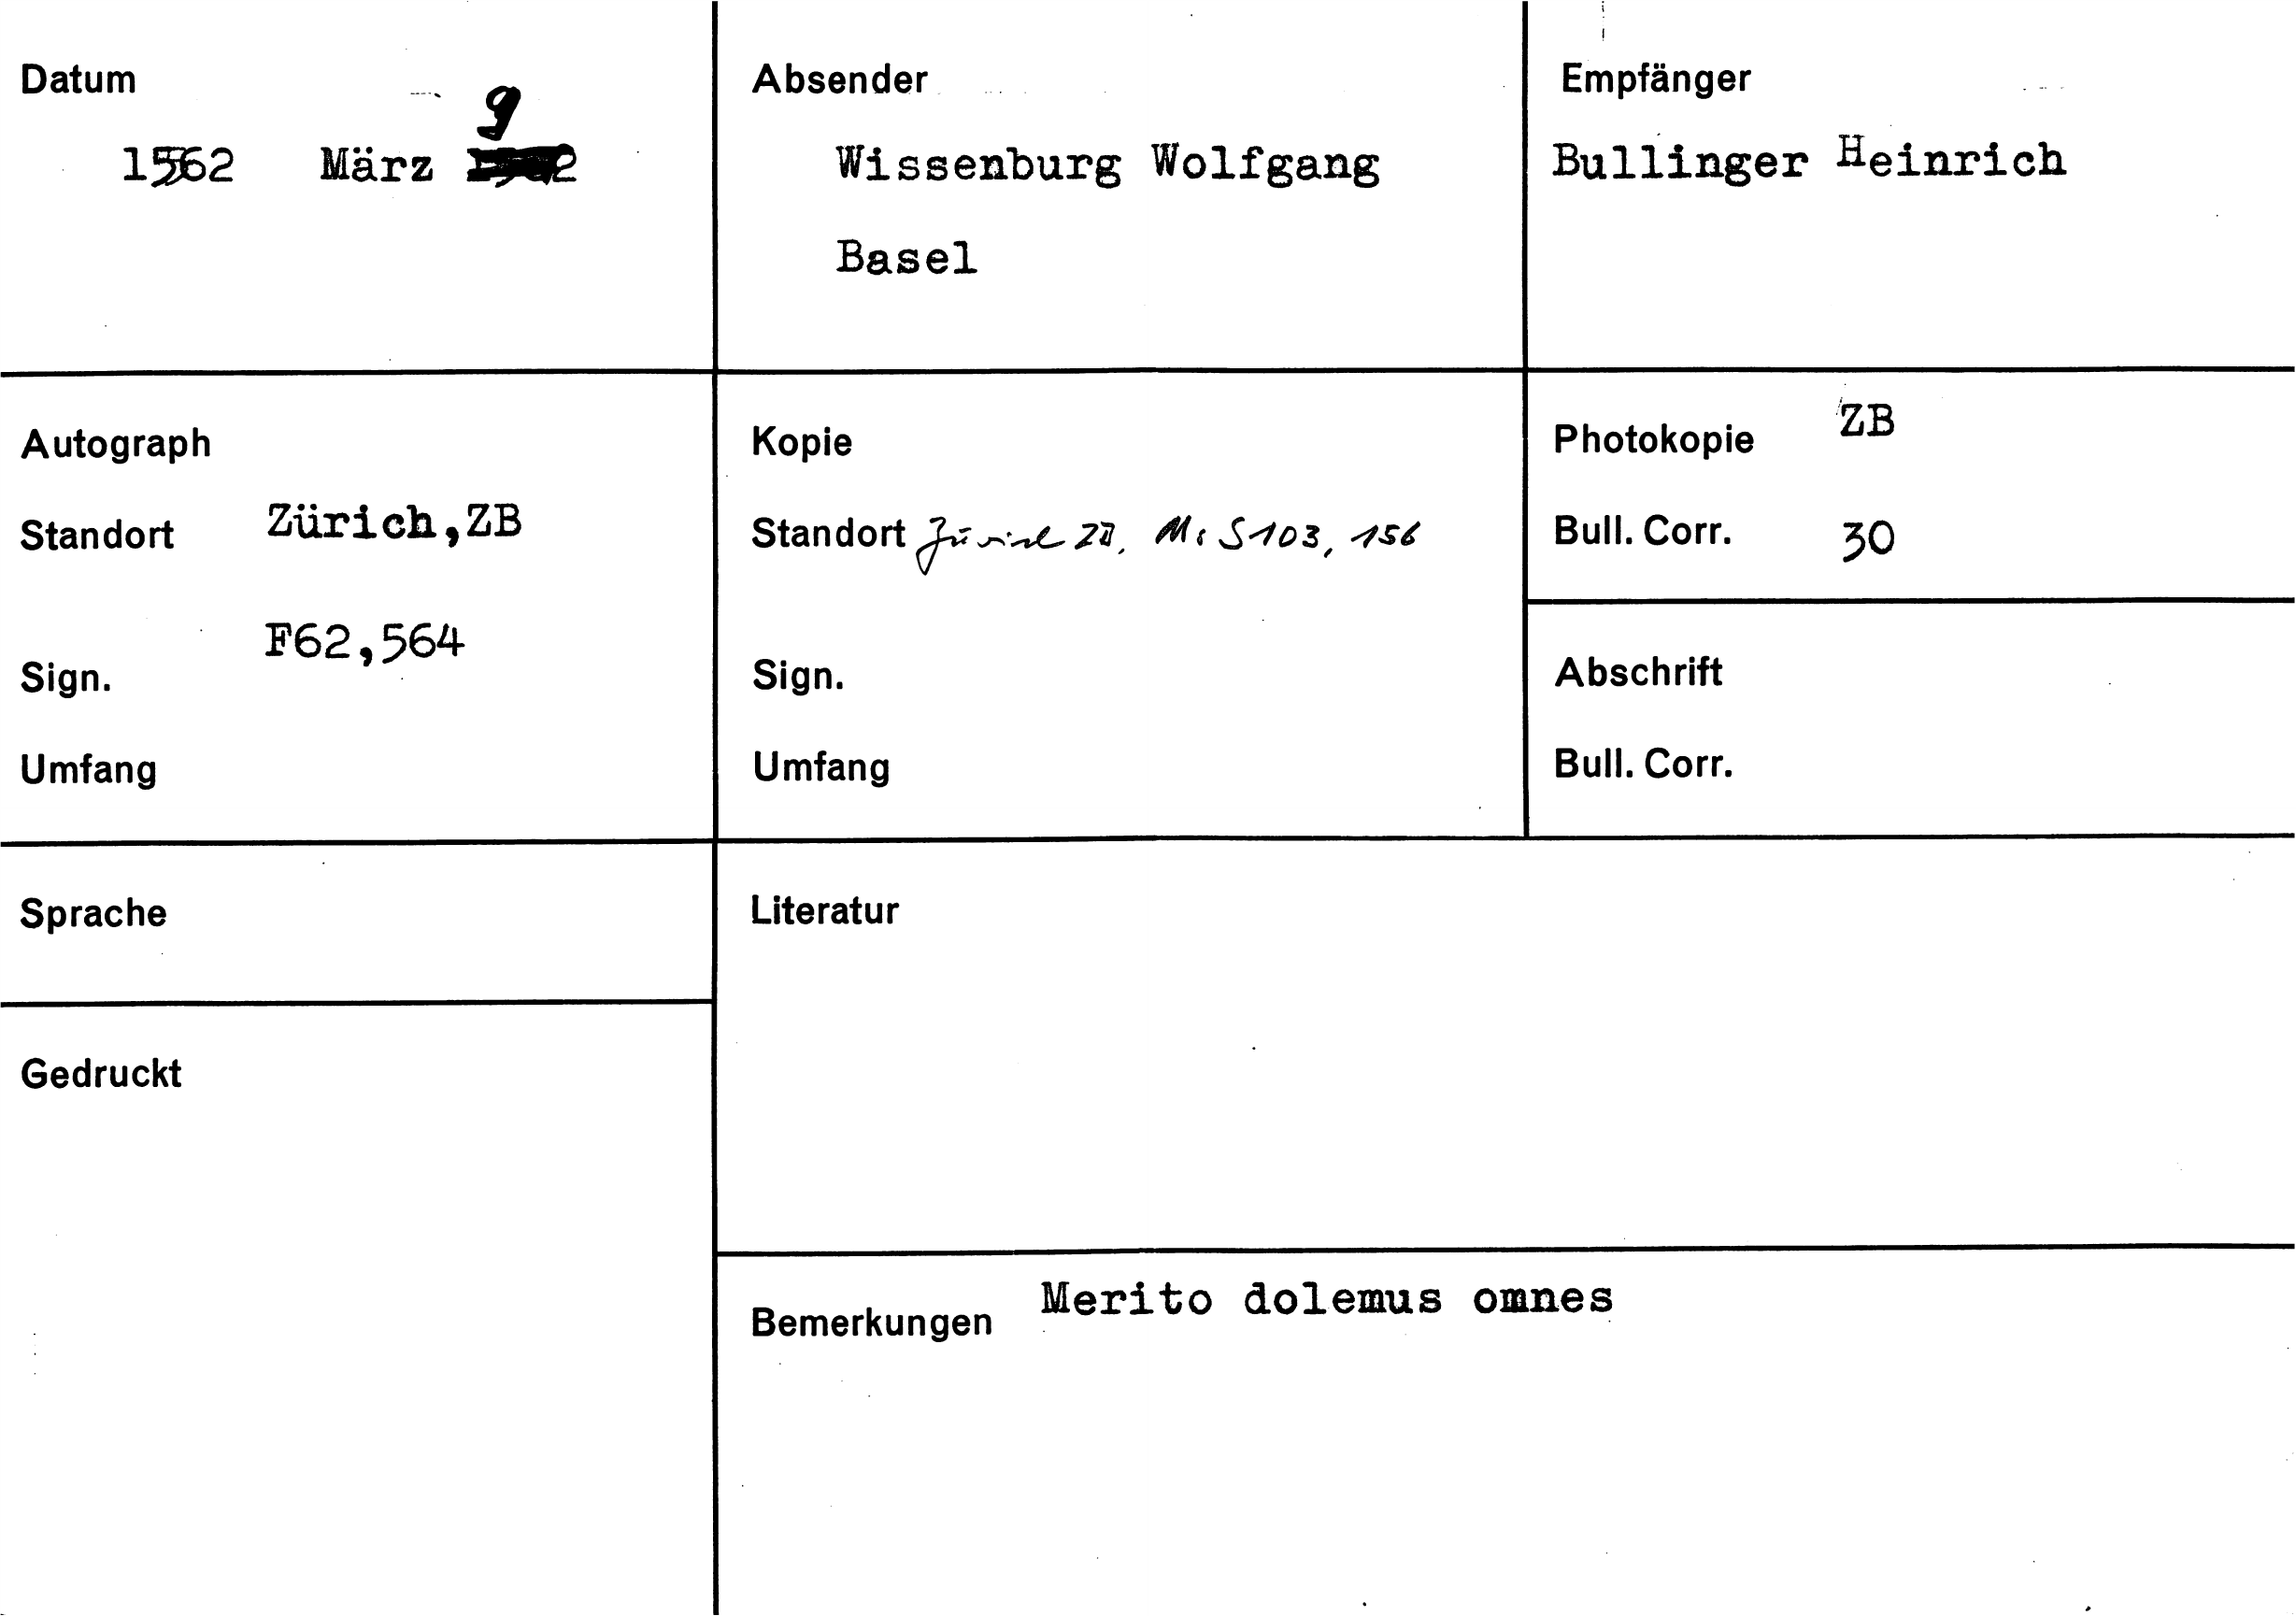 Datum
1562 März 9
Absender
Wissenburg Wolfgang
Basel
Empfänger
Bullinger Heinrich
Autograph
Standort Zürich,ZB
Sign. F62,564
Umfang
Kopie
Standort Zürich ZB, Ms S 103, 156
Sign.
Umfang
Photokopie ZB
Bull. Corr. 30
Abschrift
Bull. Corr.
Sprache
Literatur
Gedruckt
Bemerkungen Merito dolemus omnes